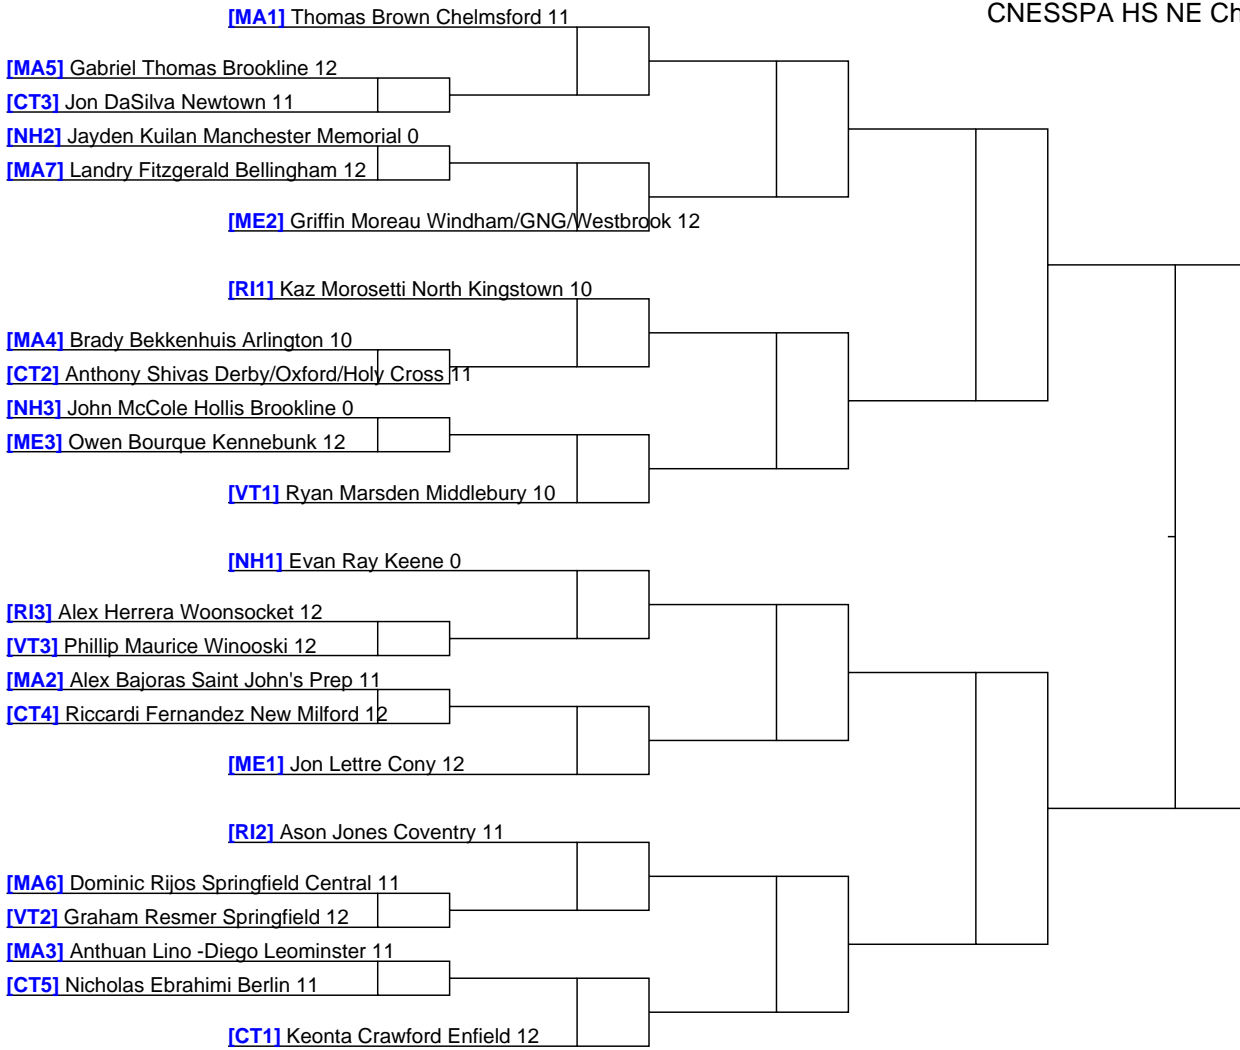 [MA1] Thomas Brown Chelmsford 11
CNESSPA HS NE Ch
[MA5] Gabriel Thomas Brookline 12
[CT3] Jon DaSilva Newtown 11
[NH2] Jayden Kuilan Manchester Memorial 0
[MA7] Landry Fitzgerald Bellingham 12
[ME2] Griffin Moreau Windham/GNG/Westbrook 12
[RI1] Kaz Morosetti North Kingstown 10
[MA4] Brady Bekkenhuis Arlington 10
[CT2] Anthony Shivas Derby/Oxford/Holy Cross 11
[NH3] John McCole Hollis Brookline 0
[ME3] Owen Bourque Kennebunk 12
[VT1] Ryan Marsden Middlebury 10
[NH1] Evan Ray Keene 0
[RI3] Alex Herrera Woonsocket 12
[VT3] Phillip Maurice Winooski 12
[MA2] Alex Bajoras Saint John's Prep 11
[CT4] Riccardi Fernandez New Milford 12
[ME1] Jon Lettre Cony 12
[RI2] Ason Jones Coventry 11
[MA6] Dominic Rijos Springfield Central 11
[VT2] Graham Resmer Springfield 12
[MA3] Anthuan Lino -Diego Leominster 11
[CT5] Nicholas Ebrahimi Berlin 11
[CT1] Keonta Crawford Enfield 12